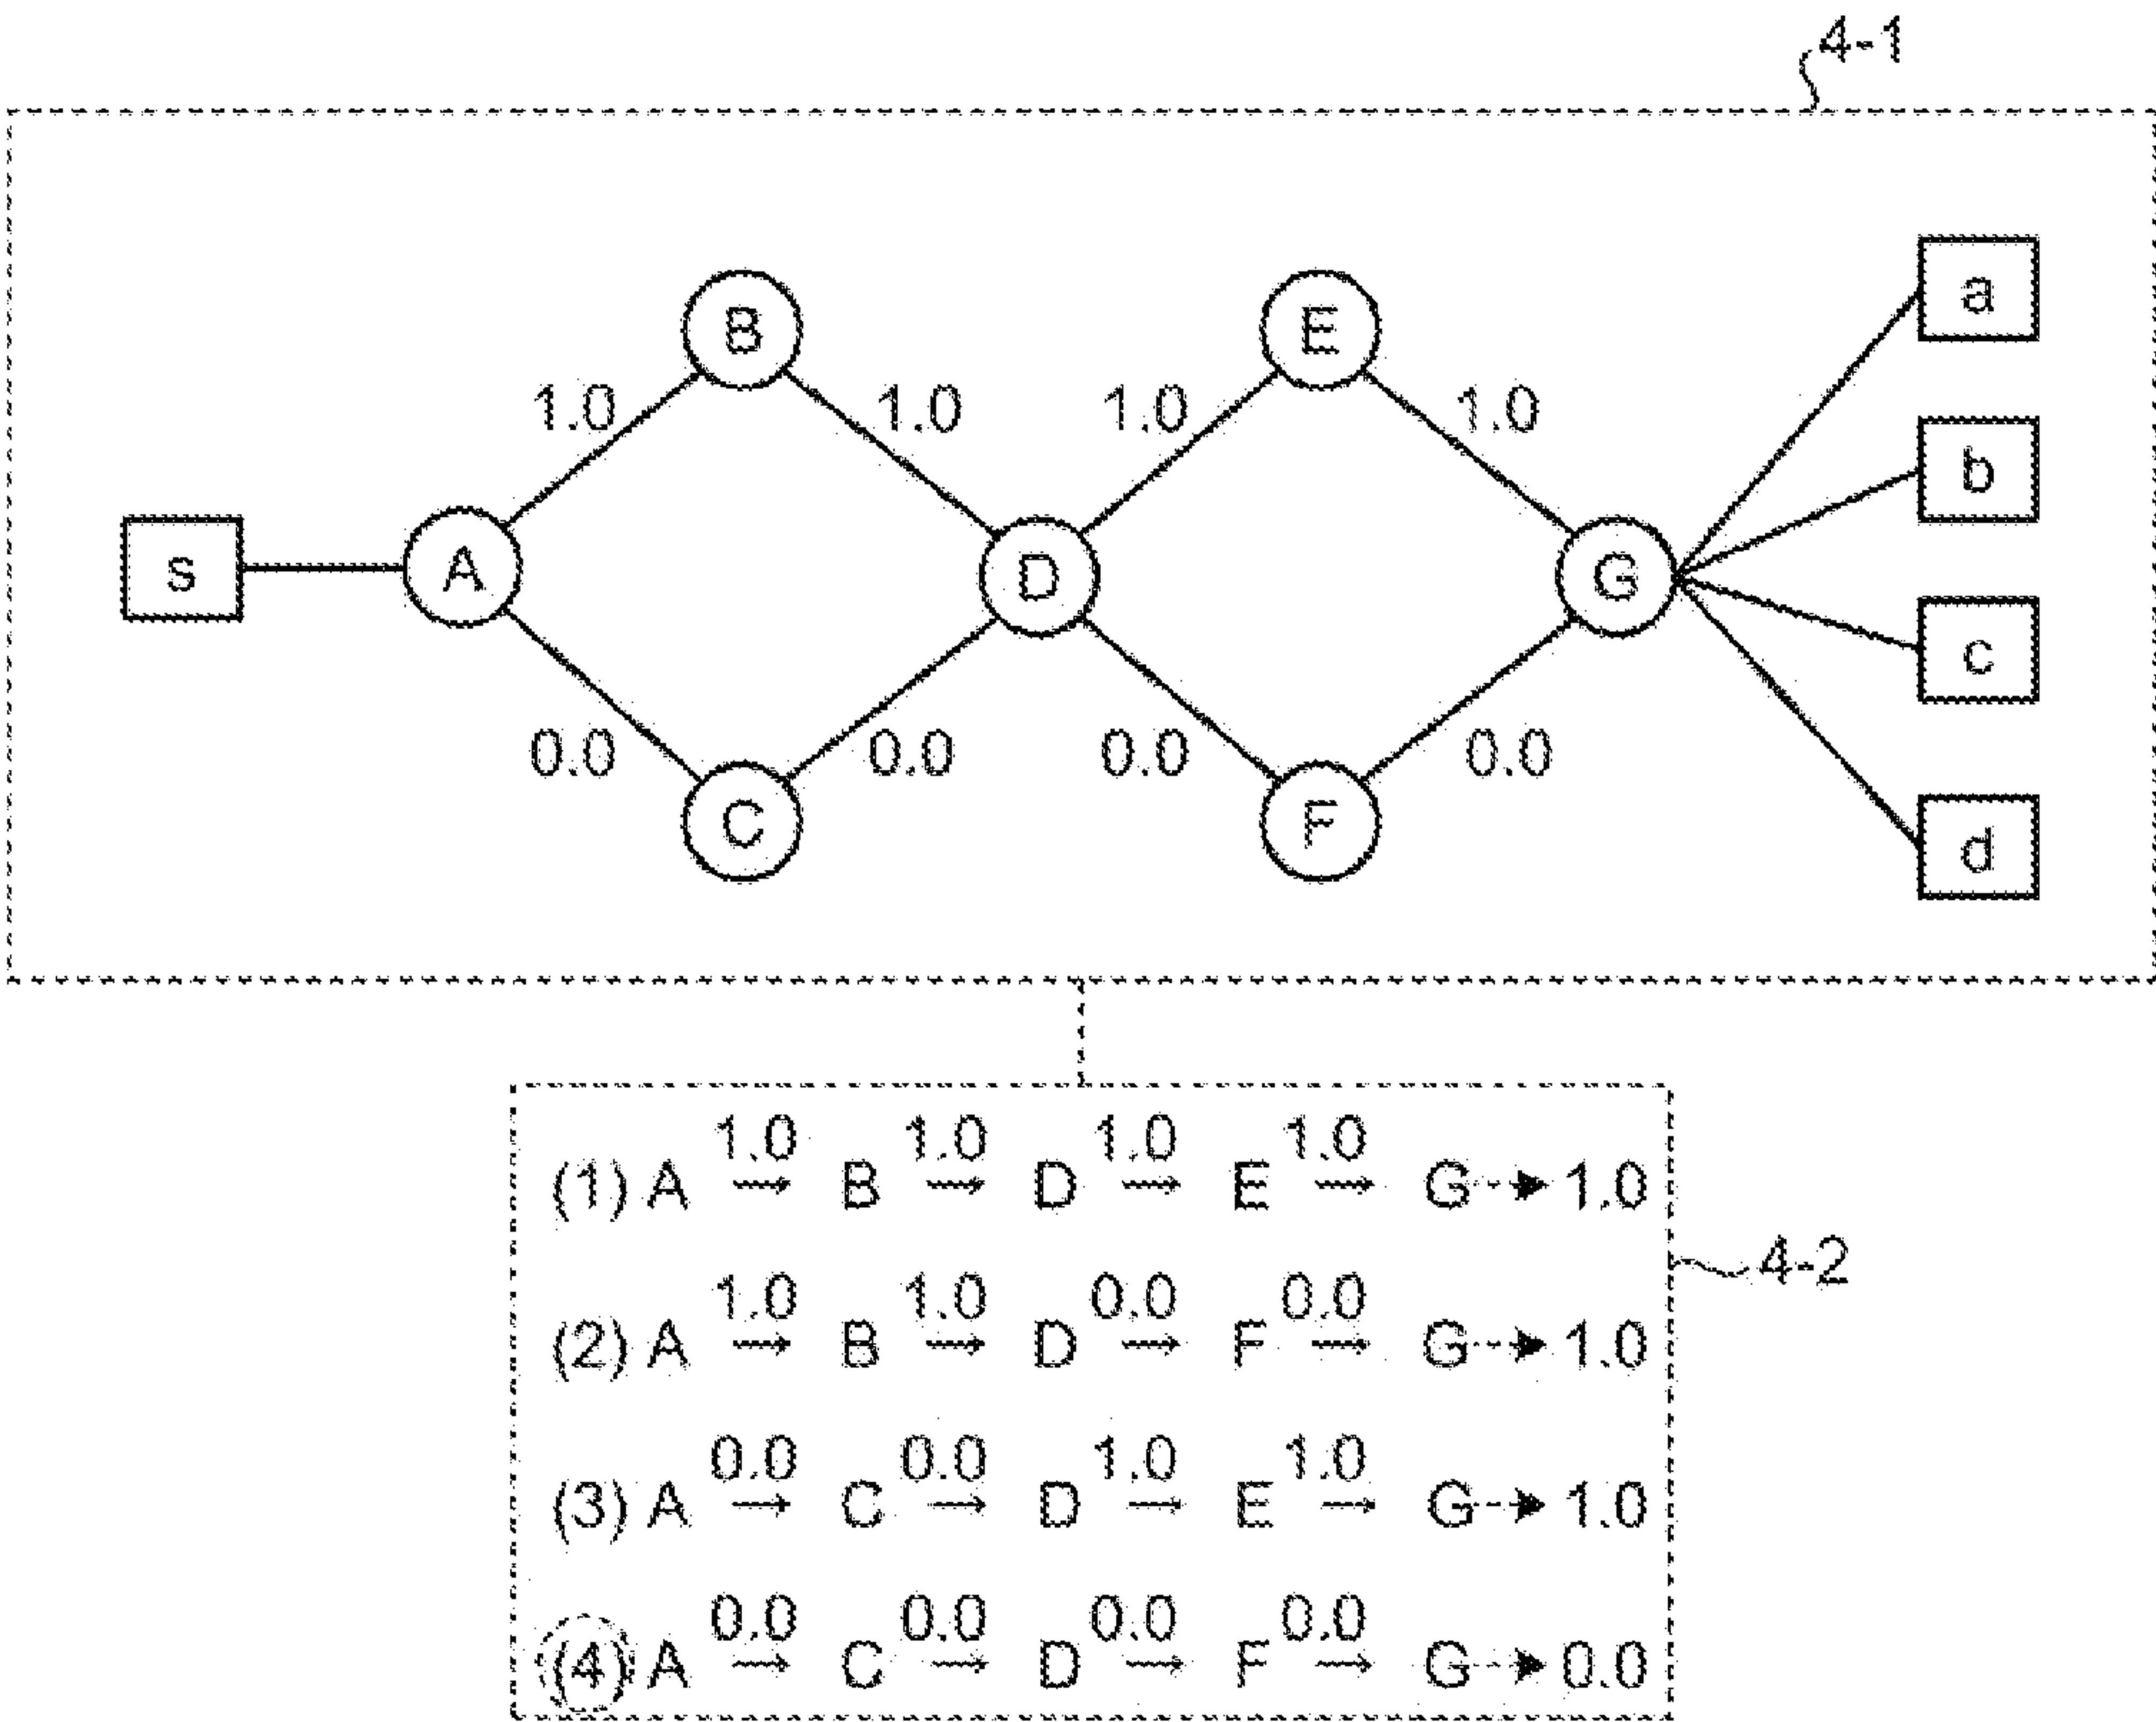 4-1
B E a
1.0 1.0 1.0 1.0
b
s A D G
c
0.0 0.0 0.0 0.0
C F d
1.0 1.0 1.0 1.0
(1) A → B → D → E → G ⇢ 1.0
4-2
1.0 1.0 0.0 0.0
(2) A → B → D → F → G ⇢ 1.0
0.0 0.0 1.0 1.0
(3) A → C → D → E → G ⇢ 1.0
0.0 0.0 0.0 0.0
(4) A → C → D → F → G ⇢ 0.0